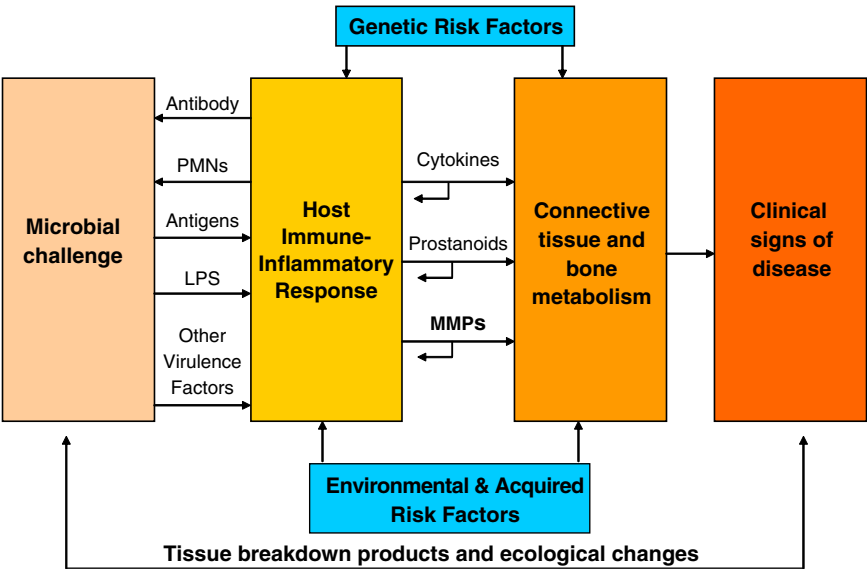 Genetic Risk Factors
Microbial
challenge
Antibody
PMNs
Antigens
LPS
Other
Virulence
Factors
Host
Immune-
Inflammatory
Response
Cytokines
Prostanoids
MMPs
Connective
tissue and
bone
metabolism
Clinical
signs of
disease
Environmental & Acquired
Risk Factors
Tissue breakdown products and ecological changes